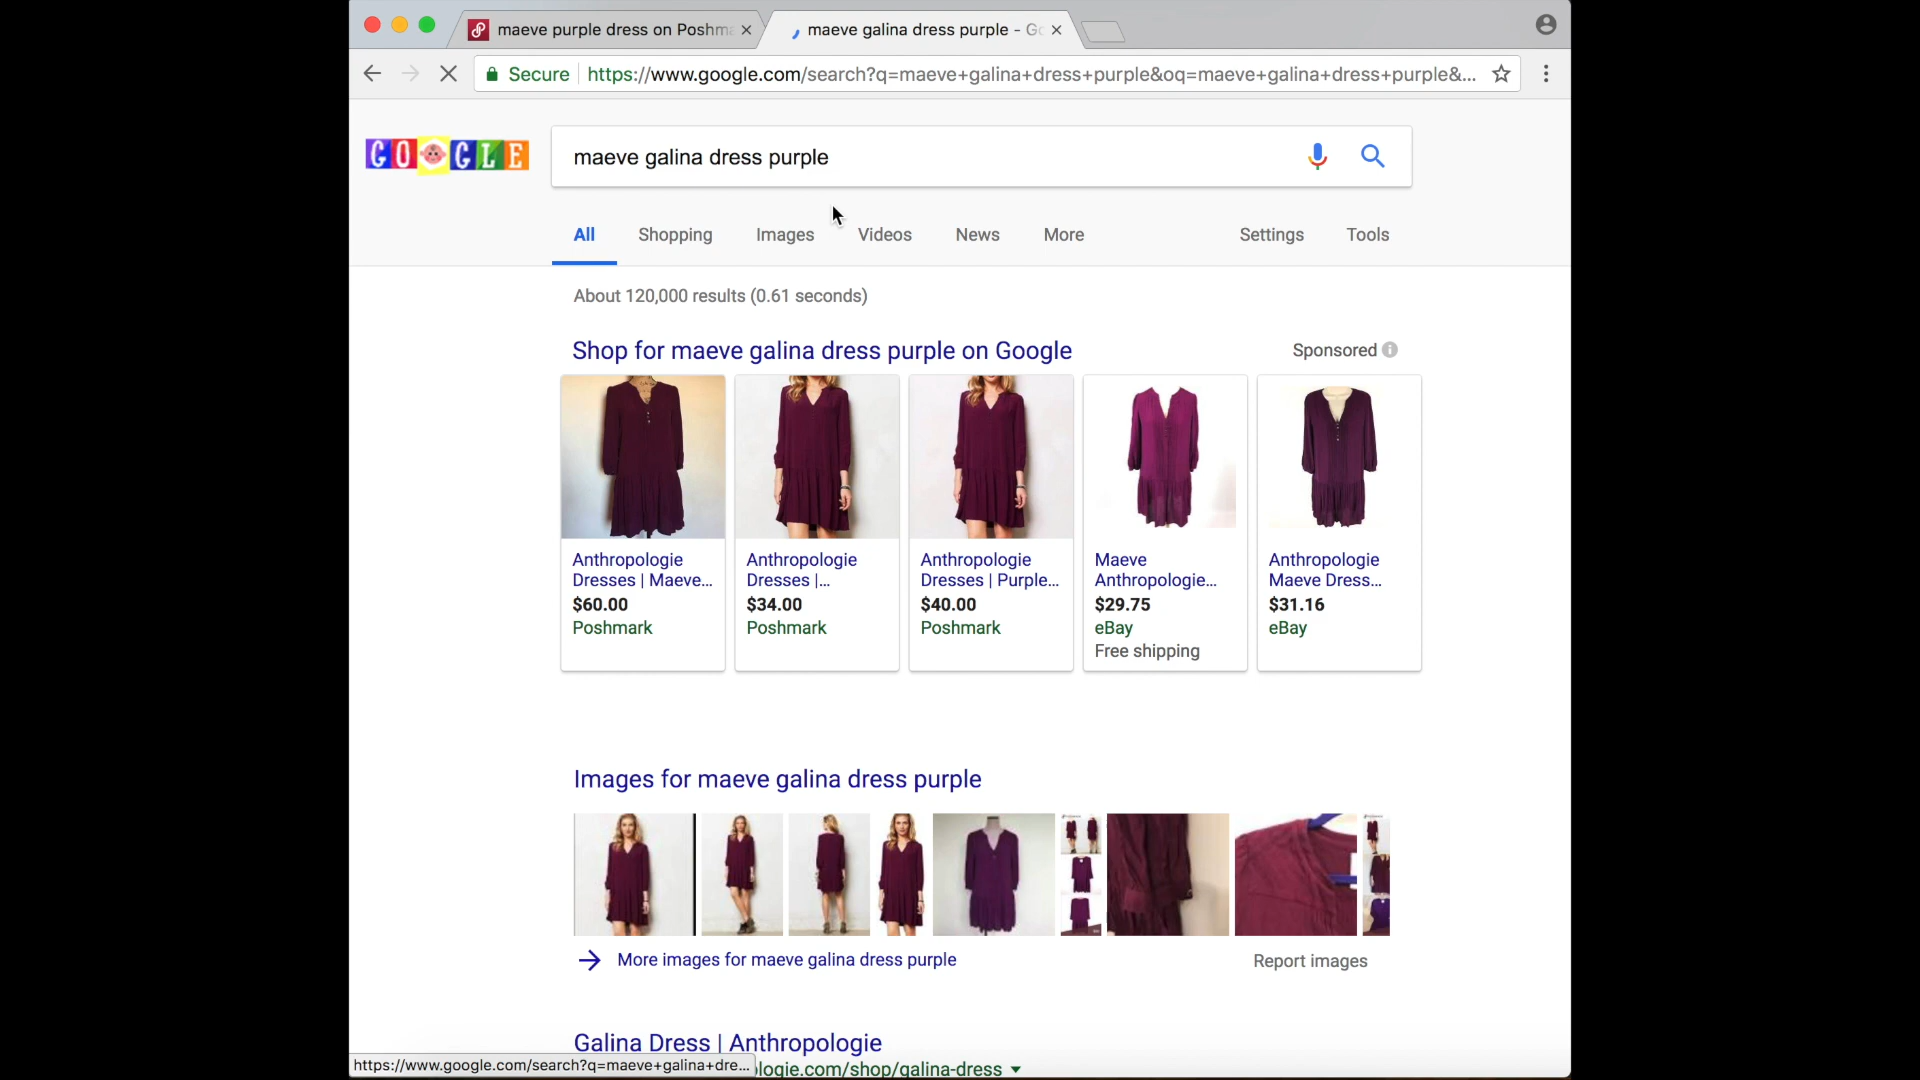 maeve purple dress on Poshm
maeve galina dress purple - Go
Secure https://www.google.com/search?q=maeve+galina+dress+purple&oq=maeve+galina+dress+purple&...
GOOGLE
maeve galina dress purple
All Shopping Images Videos News More Settings Tools
About 120,000 results (0.61 seconds)
Shop for maeve galina dress purple on Google Sponsored
Anthropologie
Dresses | Maeve...
$60.00
Poshmark
Anthropologie
Dresses |...
$34.00
Poshmark
Anthropologie
Dresses | Purple...
$40.00
Poshmark
Maeve
Anthropologie...
$29.75
eBay
Free shipping
Anthropologie
Maeve Dress...
$31.16
eBay
Images for maeve galina dress purple
More images for maeve galina dress purple Report images
Galina Dress | Anthropologie
https://www.google.com/search?q=maeve+galina+dre... logie.com/shop/galina-dress